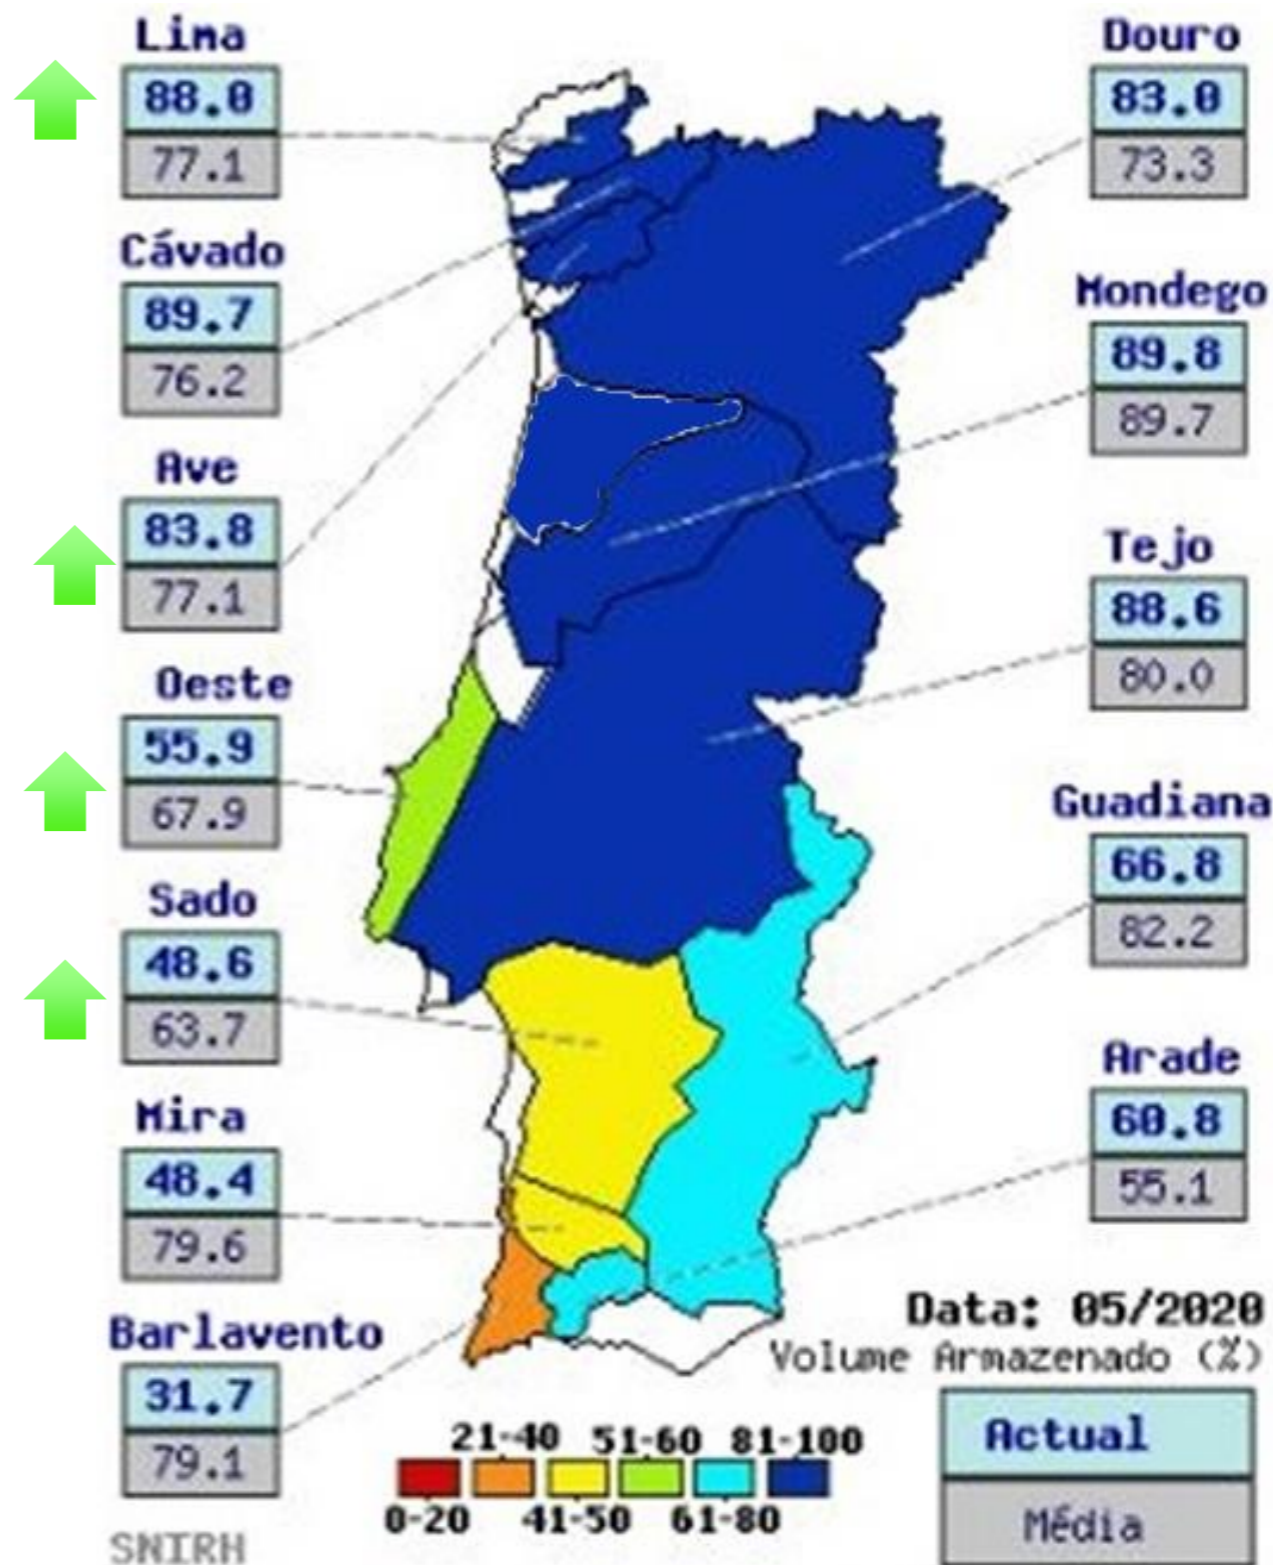 Lima
88.0
77.1
Cávado
89.7
76.2
Ave
83.8
77.1
Oeste
55.9
67.9
Sado
48.6
63.7
Mira
48.4
79.6
Barlavento
31.7
79.1
SNIRH
Douro
83.0
73.3
Mondego
89.8
89.7
Tejo
88.6
80.0
Guadiana
66.8
82.2
Arade
60.8
55.1
Data: 05/2020
Volume Armazenado (%)
Actual
Média
21-40 51-60 81-100
0-20 41-50 61-80